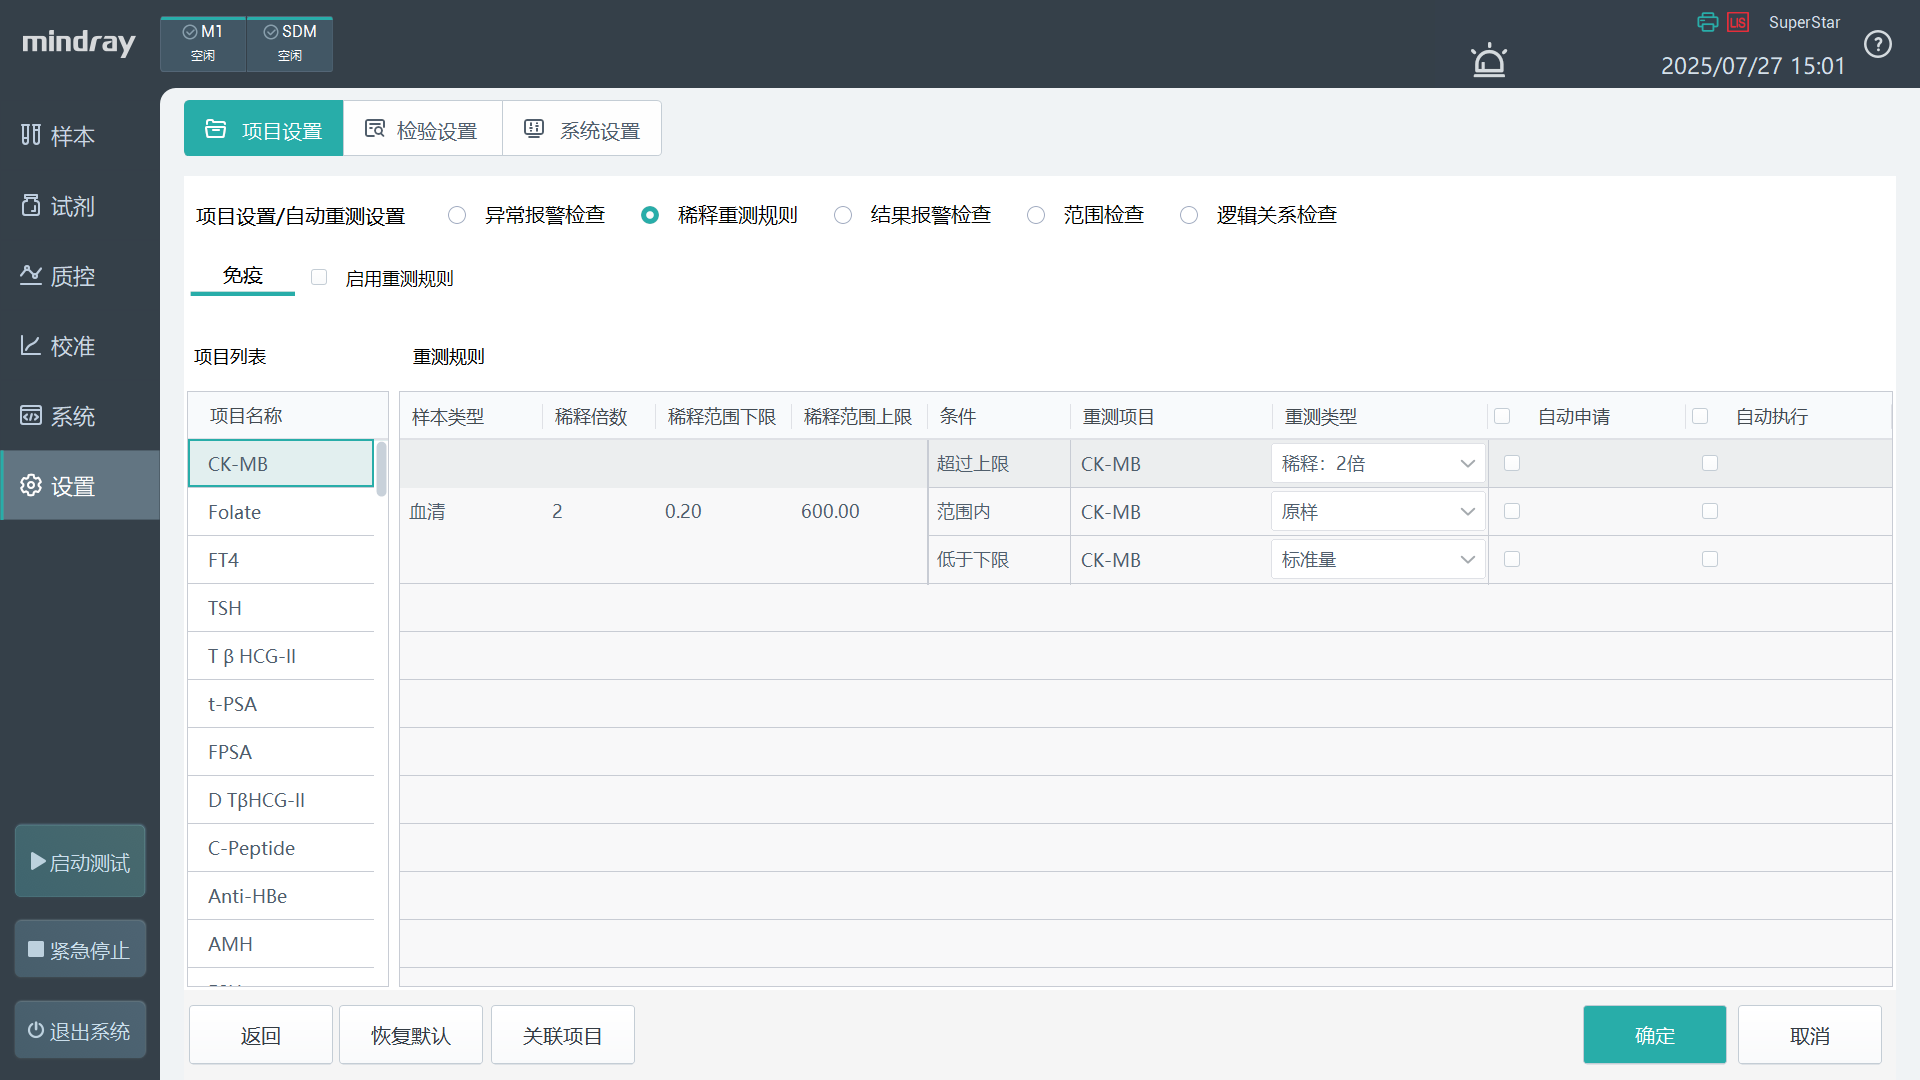 mindray
M1
空闲
SDM
空闲
LIS
SuperStar
2025/07/27 15:01
样本
试剂
质控
校准
系统
设置
启动测试
紧急停止
退出系统
项目设置
检验设置
系统设置
项目设置/自动重测设置
异常报警检查
稀释重测规则
结果报警检查
范围检查
逻辑关系检查
免疫
启用重测规则
项目列表
重测规则
项目名称
CK-MB
Folate
FT4
TSH
T β HCG-II
t-PSA
FPSA
D TβHCG-II
C-Peptide
Anti-HBe
AMH
样本类型 稀释倍数 稀释范围下限 稀释范围上限 条件 重测项目 重测类型 自动申请 自动执行
超过上限 CK-MB 稀释：2倍
血清 2 0.20 600.00 范围内 CK-MB 原样
低于下限 CK-MB 标准量
返回
恢复默认
关联项目
确定
取消